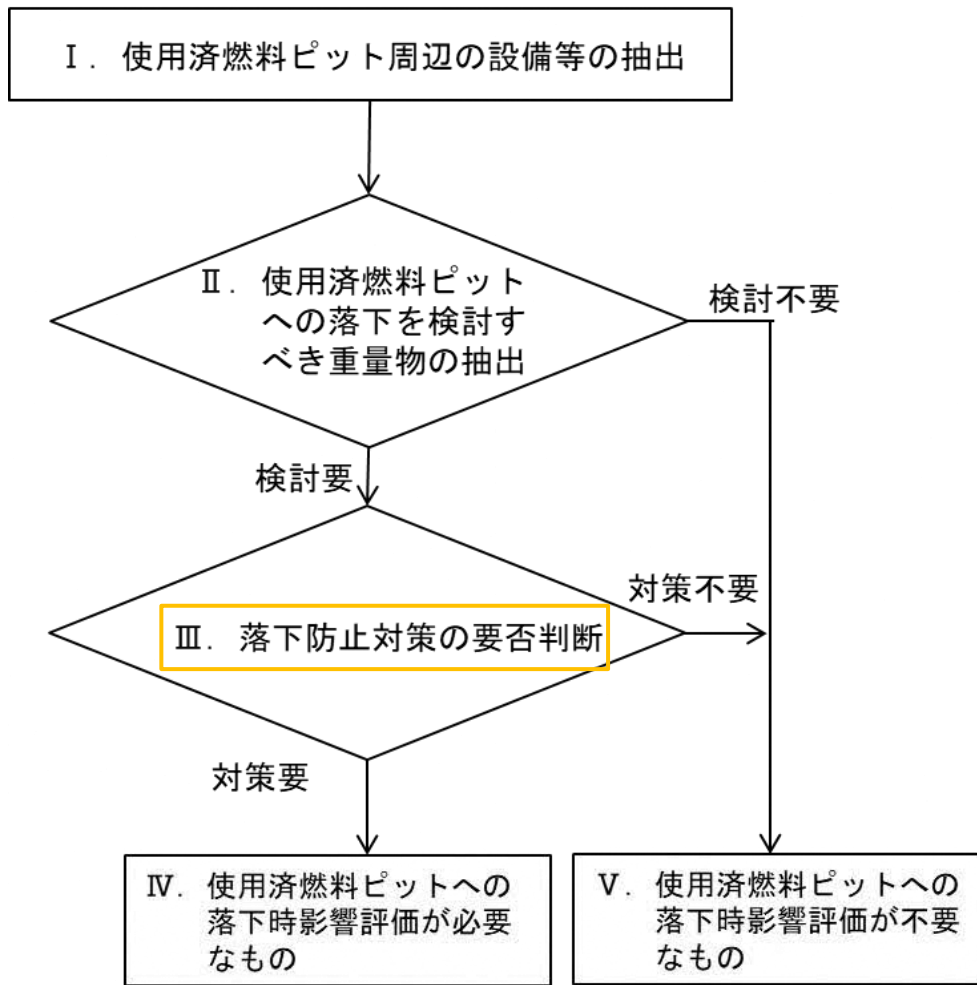 Ⅰ．使用済燃料ピット周辺の設備等の抽出
Ⅱ．使用済燃料ピット
への落下を検討す
べき重量物の抽出
検討不要
検討要
対策不要
Ⅲ．落下防止対策の要否判断
対策要
Ⅳ．使用済燃料ピットへの
落下時影響評価が必要
なもの
Ⅴ．使用済燃料ピットへの
落下時影響評価が不要
なもの